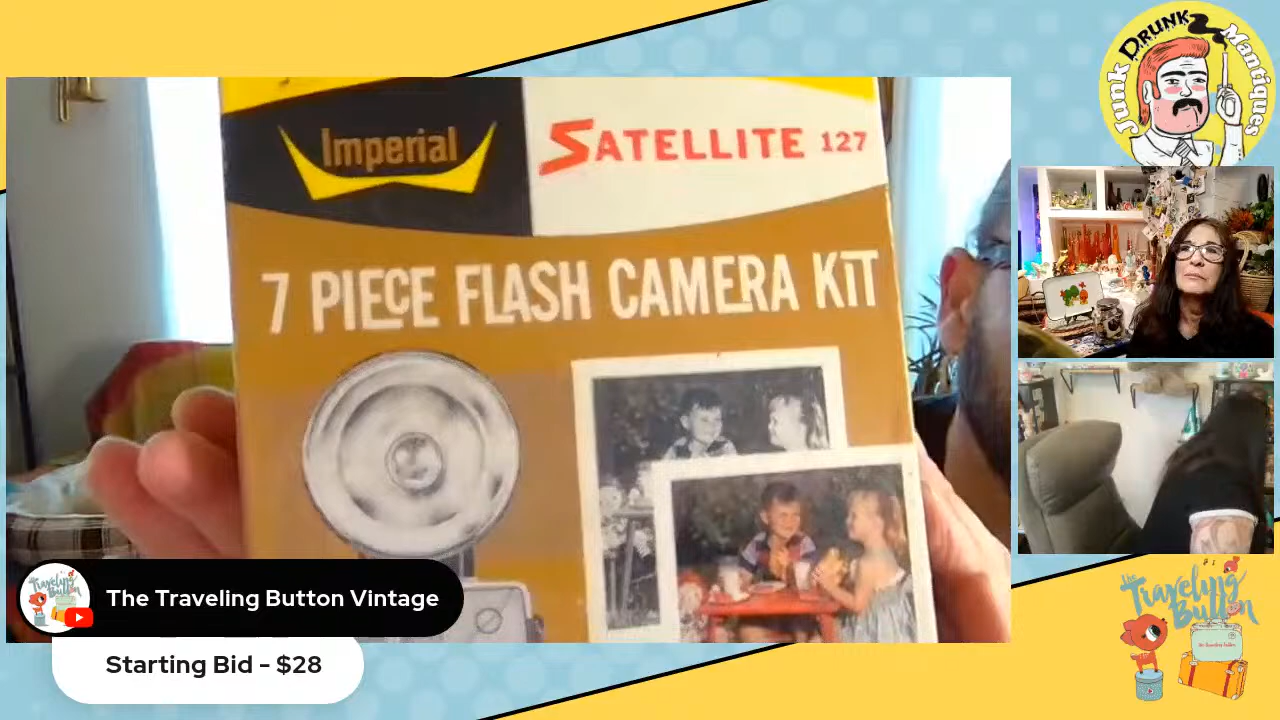 Imperial
SATELLITE 127
7 PIECE FLASH CAMERA KIT
The Traveling Button Vintage
Starting Bid - $28
Junk DRUNK Mantiques
the Traveling Button